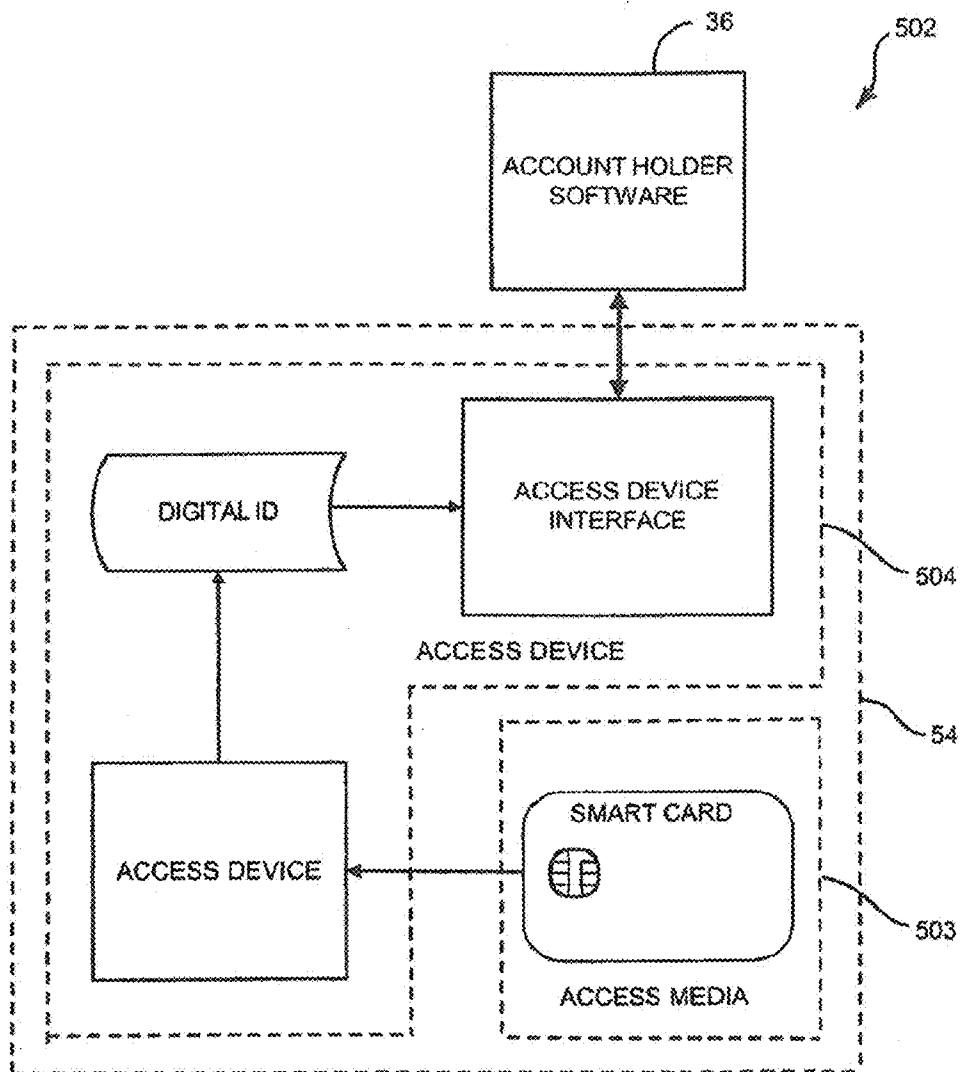 36
502
ACCOUNT HOLDER
SOFTWARE
DIGITAL ID
ACCESS DEVICE
INTERFACE
504
ACCESS DEVICE
54
SMART CARD
ACCESS DEVICE
503
ACCESS MEDIA